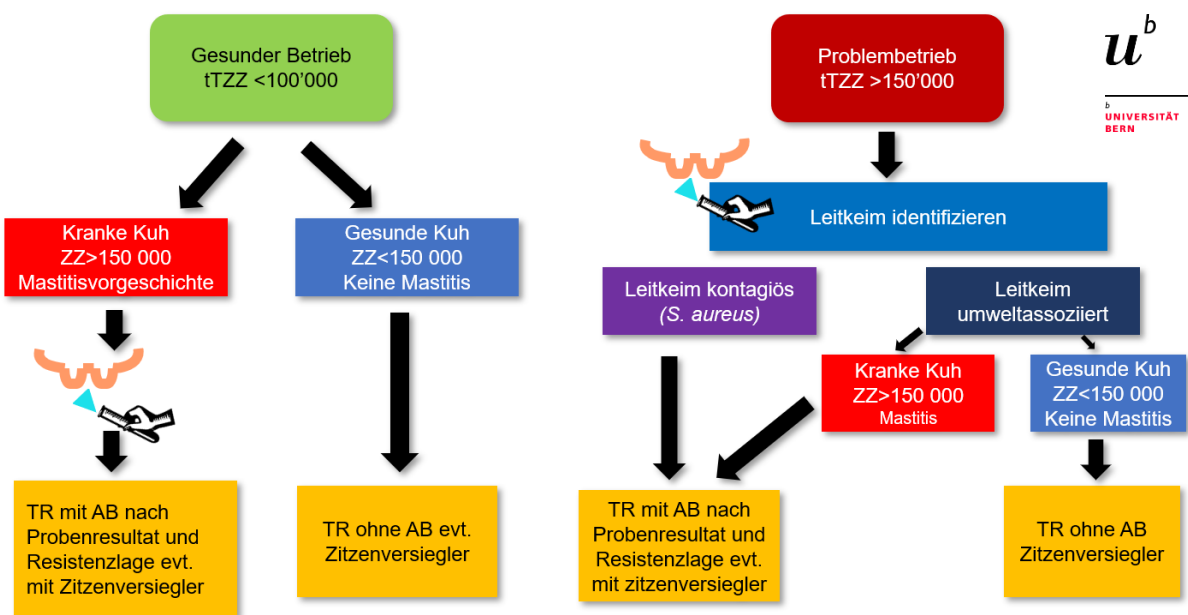 Gesunder Betrieb
tTZZ <100’000
Kranke Kuh
ZZ>150 000
Mastitisvorgeschichte
Gesunde Kuh
ZZ<150 000
Keine Mastitis
TR mit AB nach
Probenresultat und
Resistenzlage evt.
mit Zitzenversiegler
TR ohne AB evt.
Zitzenversiegler
Problembetrieb
tTZZ >150’000
Leitkeim identifizieren
Leitkeim kontagiös
(S. aureus)
Leitkeim
umweltassoziiert
Kranke Kuh
ZZ>150 000
Mastitis
Gesunde Kuh
ZZ<150 000
Keine Mastitis
TR mit AB nach
Probenresultat und
Resistenzlage evt.
mit zitzenversiegler
TR ohne AB
Zitzenversiegler
u b
b
UNIVERSITÄT
BERN